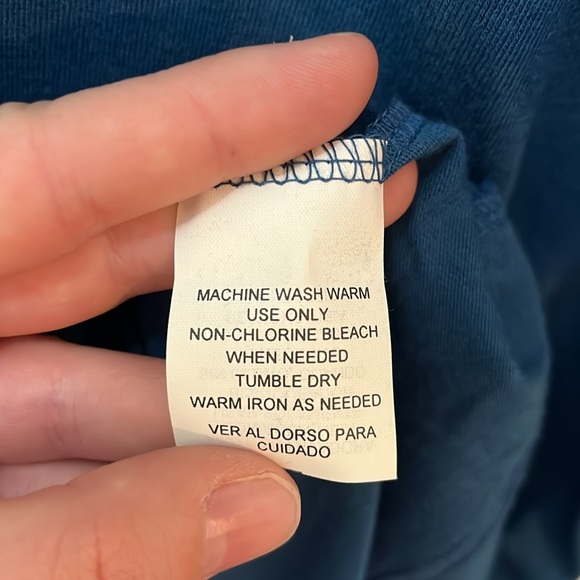 MACHINE WASH WARM
USE ONLY
NON-CHLORINE BLEACH
WHEN NEEDED
TUMBLE DRY
WARM IRON AS NEEDED
VER AL DORSO PARA
CUIDADO